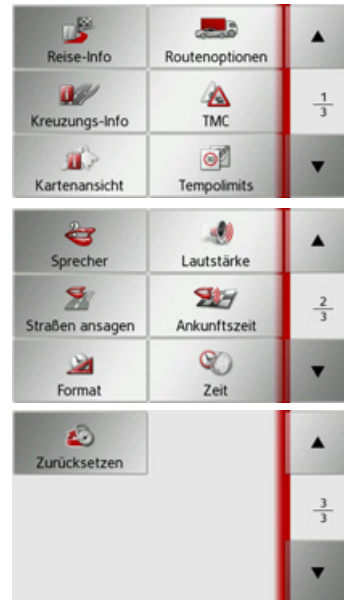 Reise-Info
Routenoptionen
Kreuzungs-Info
TMC
1
3
Kartenansicht
Tempolimits
Sprecher
Lautstärke
Straßen ansagen
Ankunftszeit
2
3
Format
Zeit
Zurücksetzen
3
3